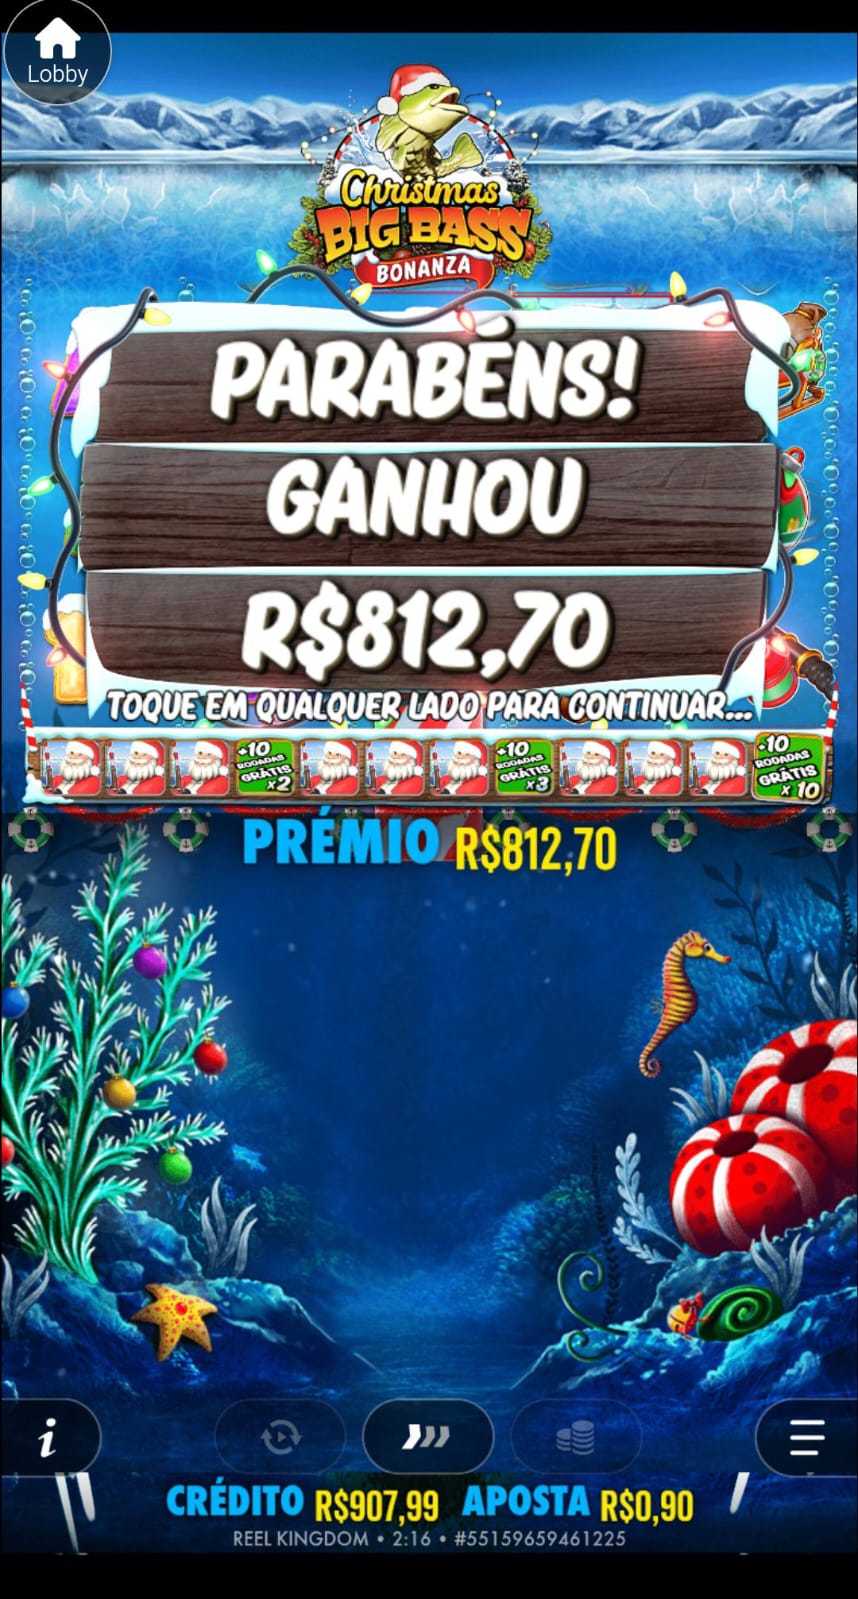 Lobby
Christmas
BIG BASS
BONANZA
PARABÉNS!
GANHOU
R$812,70
TOQUE EM QUALQUER LADO PARA CONTINUAR...
+10 RODADAS GRÁTIS x2
+10 RODADAS GRÁTIS x3
+10 RODADAS GRÁTIS x10
PRÉMIO R$812,70
i
CRÉDITO R$907,99 APOSTA R$0,90
REEL KINGDOM • 2:16 • #55159659461225